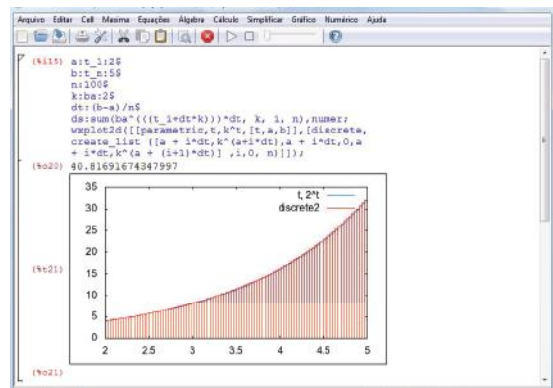 Arquivo Editar Cell Maxima Equações Álgebra Cálculo Simplificar Gráfico Numérico Ajuda
(%i15) a:t_1:2$
b:t_n:5$
n:100$
k:ba:2$
dt:(b-a)/n$
ds:sum(ba^(((t_i+dt*k)))*dt, k, 1, n),numer;
wxplot2d([[parametric,t,k^t,[t,a,b]],[discrete,
create_list ([a + i*dt,k^(a+i*dt),a + i*dt,0,a
+ i*dt,k^(a + (i+1)*dt)] ,i,0, n)]]);
(%o20) 40.81691674347997
(%t21)
t, 2^t
discrete2
35
30
25
20
15
10
5
0
2 2.5 3 3.5 4 4.5 5
(%o21)